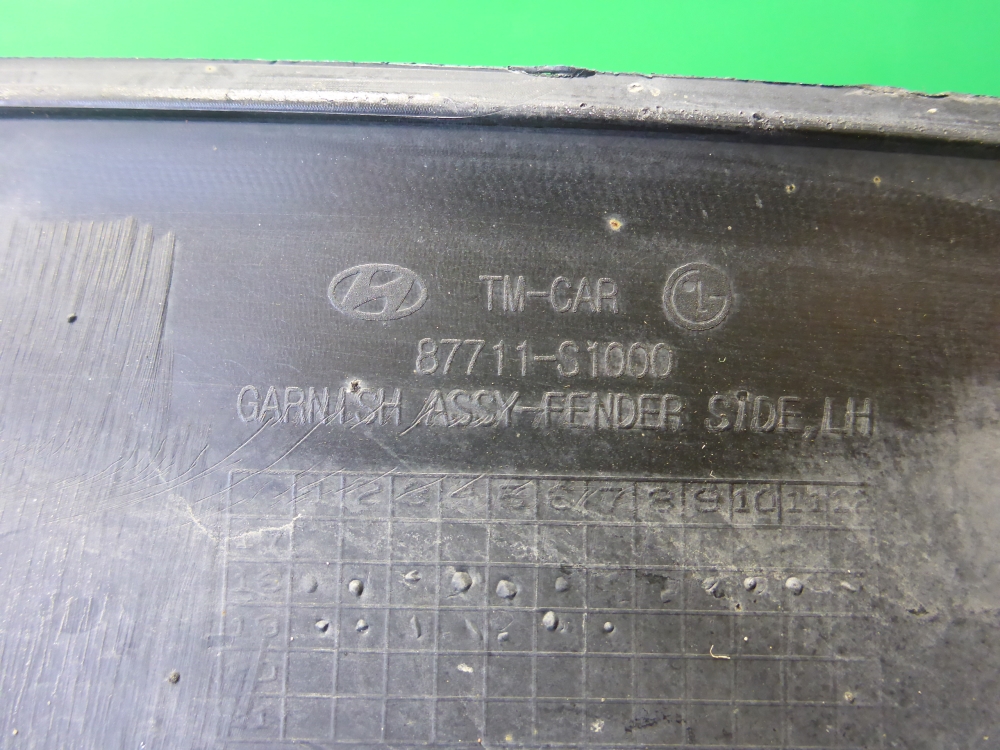 TM-CAR LG
87711-S1000
GARNISH ASSY-FENDER SiDE, LH
1 2 3 4 5 6 7 8 9 10 11 12